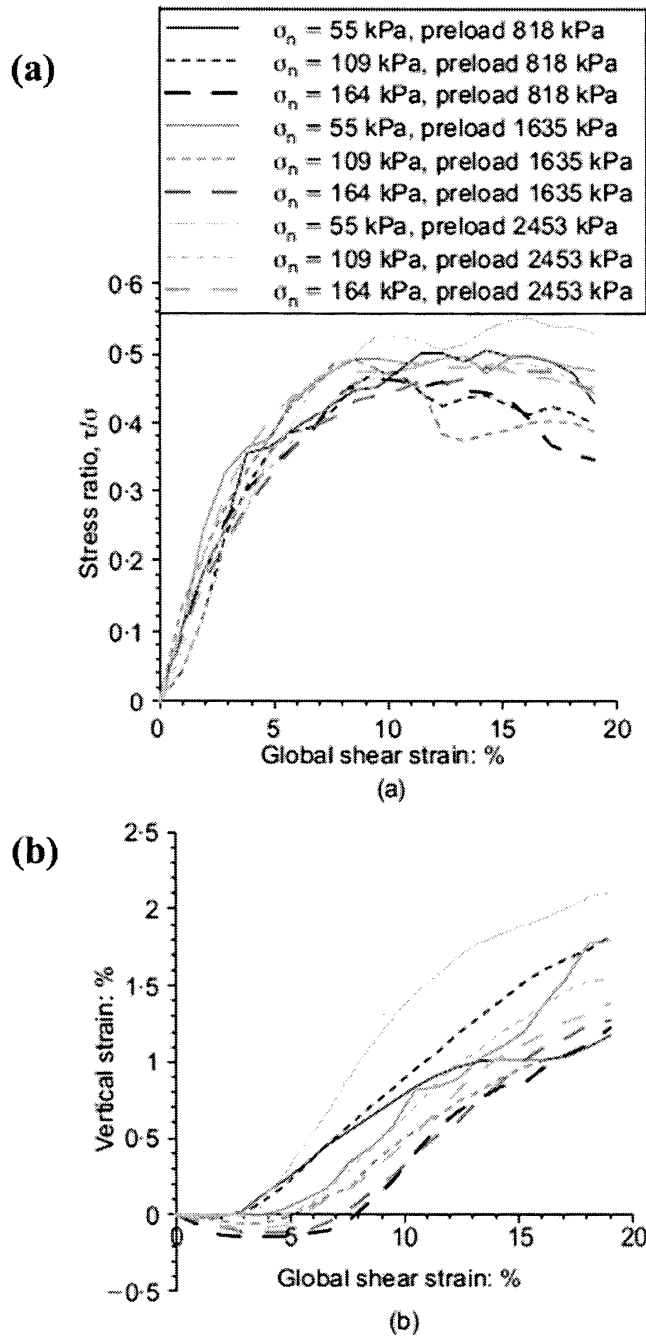 (a)
σn = 55 kPa, preload 818 kPa
σn = 109 kPa, preload 818 kPa
σn = 164 kPa, preload 818 kPa
σn = 55 kPa, preload 1635 kPa
σn = 109 kPa, preload 1635 kPa
σn = 164 kPa, preload 1635 kPa
σn = 55 kPa, preload 2453 kPa
σn = 109 kPa, preload 2453 kPa
σn = 164 kPa, preload 2453 kPa
0·6
0·5
0·4
0·3
0·2
0·1
0
Stress ratio, τ/σ
0 5 10 15 20
Global shear strain: %
(a)
(b)
2·5
2
1·5
1
0·5
0
−0·5
Vertical strain: %
0 5 10 15 20
Global shear strain: %
(b)